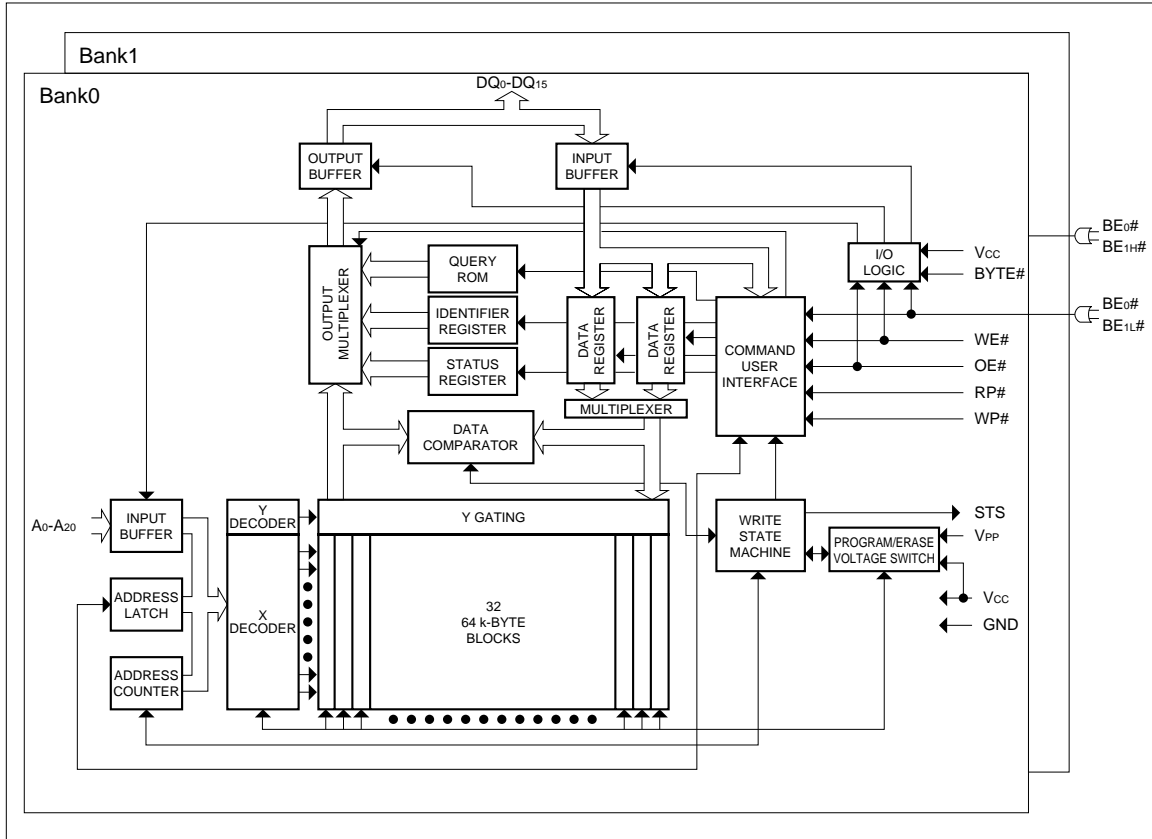 Bank1
Bank0
DQ0-DQ15
OUTPUT
BUFFER
INPUT
BUFFER
BE0#
BE1H#
I/O
LOGIC
VCC
BYTE#
OUTPUT
MULTIPLEXER
QUERY
ROM
IDENTIFIER
REGISTER
STATUS
REGISTER
DATA
REGISTER
DATA
REGISTER
COMMAND
USER
INTERFACE
BE0#
BE1L#
WE#
OE#
RP#
WP#
MULTIPLEXER
DATA
COMPARATOR
A0-A20
INPUT
BUFFER
Y
DECODER
Y GATING
WRITE
STATE
MACHINE
STS
PROGRAM/ERASE
VOLTAGE SWITCH
VPP
VCC
GND
ADDRESS
LATCH
X
DECODER
32
64 k-BYTE
BLOCKS
ADDRESS
COUNTER